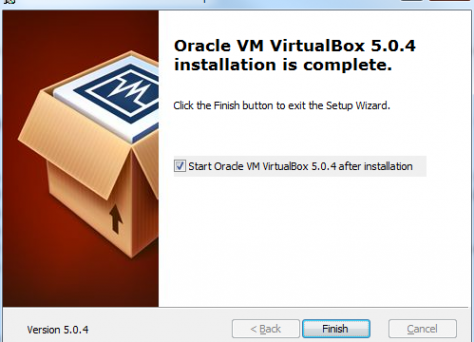 Oracle VM VirtualBox 5.0.4
installation is complete.
Click the Finish button to exit the Setup Wizard.
Start Oracle VM VirtualBox 5.0.4 after installation
Version 5.0.4
< Back
Finish
Cancel